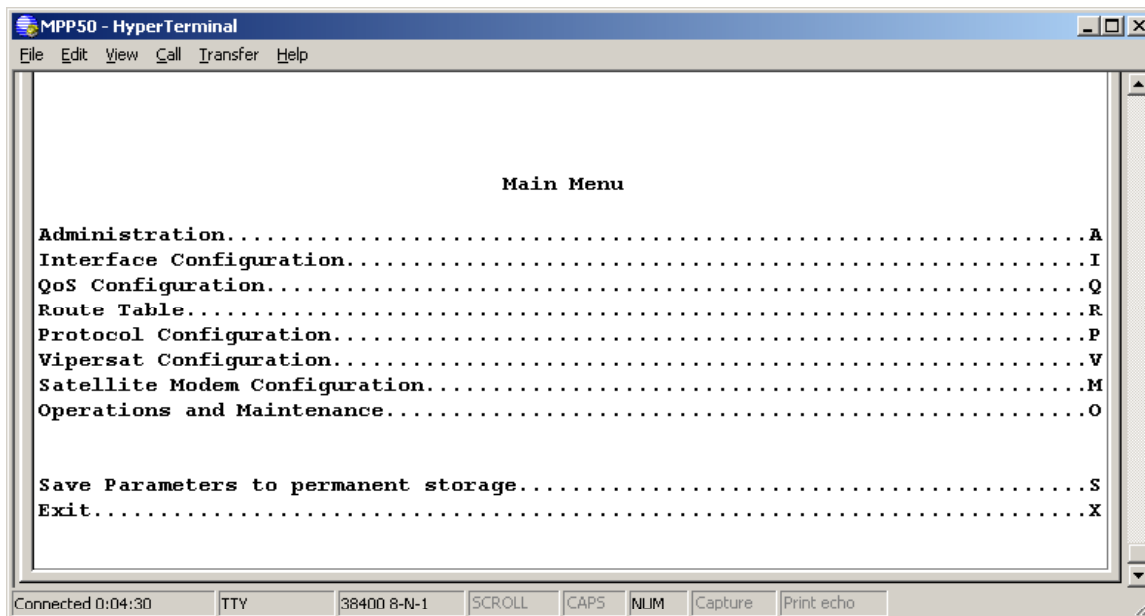 MPP50 - HyperTerminal
File Edit View Call Transfer Help
Main Menu
Administration................................................................A
Interface Configuration.......................................................I
QoS Configuration.............................................................Q
Route Table...................................................................R
Protocol Configuration........................................................P
Vipersat Configuration........................................................V
Satellite Modem Configuration.................................................M
Operations and Maintenance....................................................O
Save Parameters to permanent storage..........................................S
Exit..........................................................................X
Connected 0:04:30 TTY 38400 8-N-1 SCROLL CAPS NUM Capture Print echo